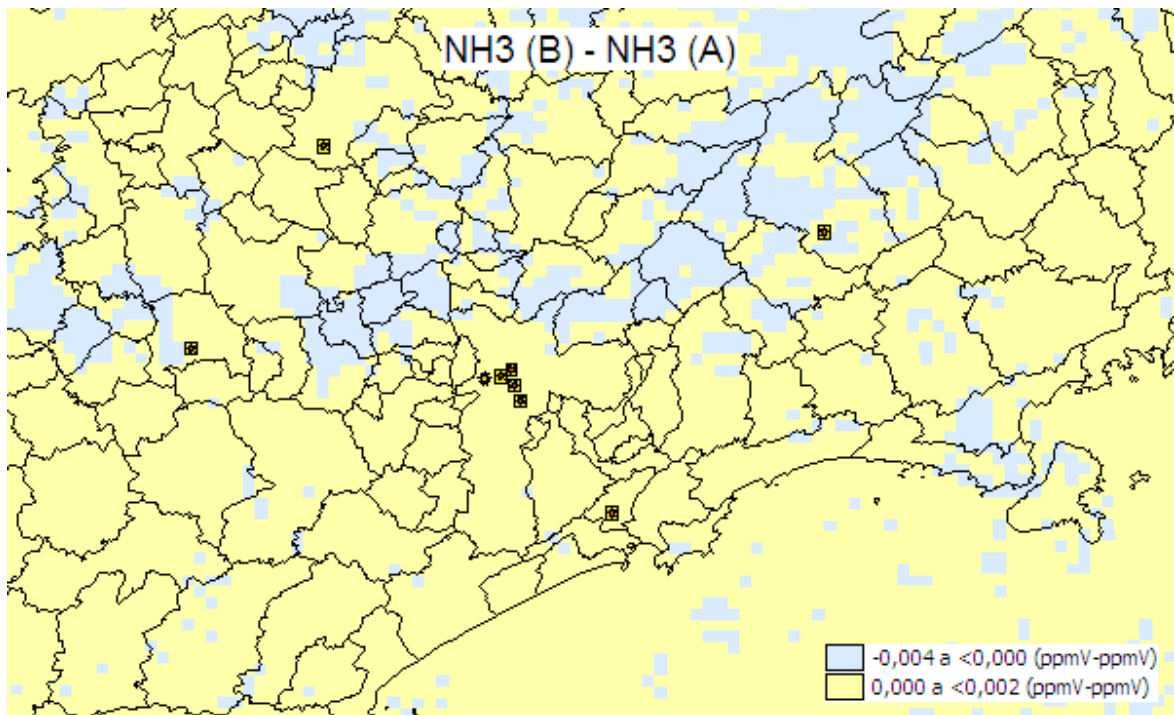 NH3 (B) - NH3 (A)
-0,004 a <0,000 (ppmV-ppmV)
0,000 a <0,002 (ppmV-ppmV)